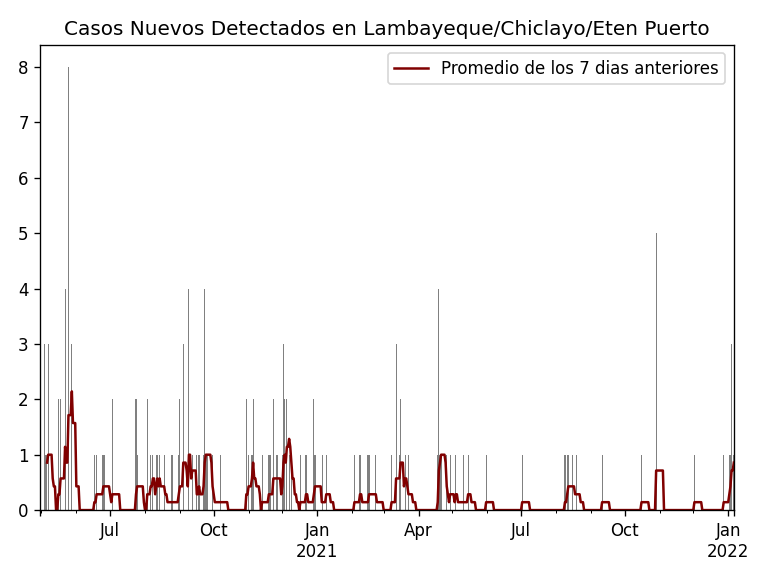 Casos Nuevos Detectados en Lambayeque/Chiclayo/Eten Puerto
Promedio de los 7 dias anteriores
8
7
6
5
4
3
2
1
0
Jul
Oct
Jan
2021
Apr
Jul
Oct
Jan
2022